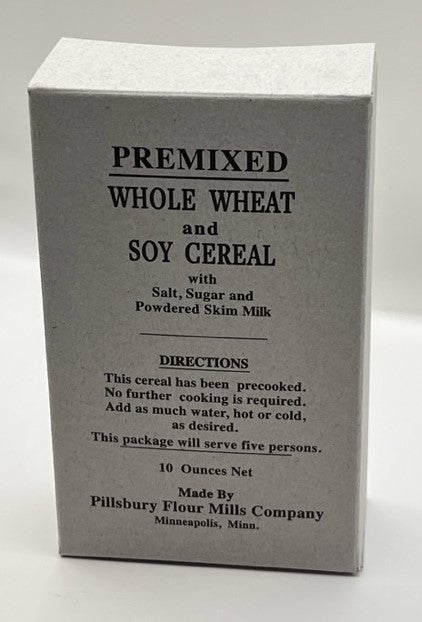 PREMIXED
WHOLE WHEAT
and
SOY CEREAL
with
Salt, Sugar and
Powdered Skim Milk
DIRECTIONS
This cereal has been precooked.
No further cooking is required.
Add as much water, hot or cold,
as desired.
This package will serve five persons.
10 Ounces Net
Made By
Pillsbury Flour Mills Company
Minneapolis, Minn.